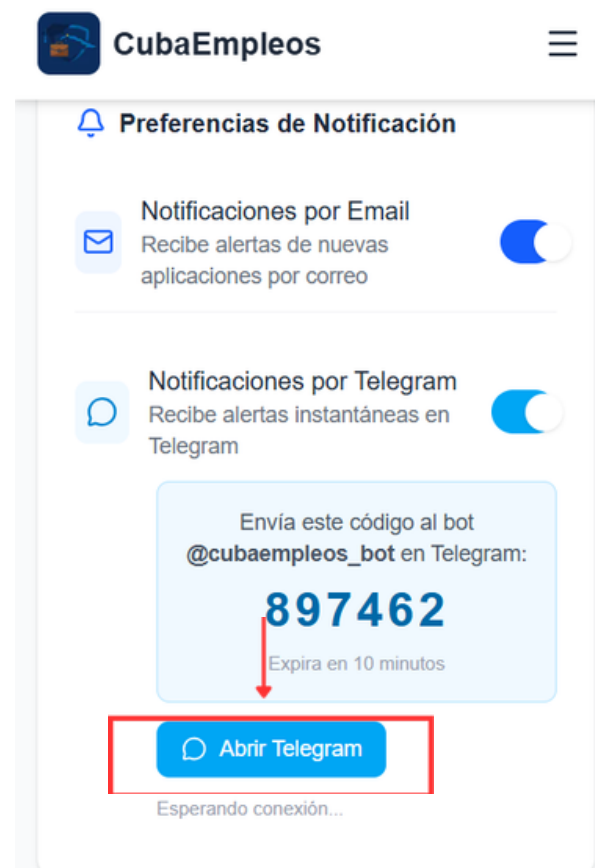 CubaEmpleos
Preferencias de Notificación
Notificaciones por Email
Recibe alertas de nuevas
aplicaciones por correo
Notificaciones por Telegram
Recibe alertas instantáneas en
Telegram
Envía este código al bot
@cubaempleos_bot en Telegram:
897462
Expira en 10 minutos
Abrir Telegram
Esperando conexión...